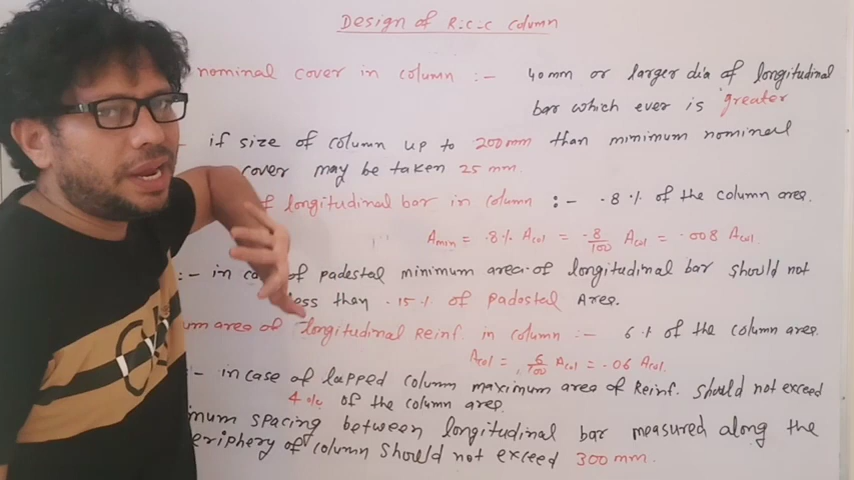 Design of R.C.C column
nominal cover in column :- 40mm or larger dia of longitudinal
bar which ever is greater
if size of column up to 200mm than minimum nominal
cover may be taken 25 mm.
of longitudinal bar in column :- .8% of the column area.
Amin = .8% Acol = .8/100 Acol = .008 Acol.
:- in case of padestal minimum area of longitudinal bar should not
less then .15% of padestal Area.
um area of longitudinal Reinf. in column :- 6% of the column area.
Acol = 6/100 Acol = .06 Acol.
- in case of lapped column maximum area of Reinf. should not exceed
4% of the column area.
mum spacing between longitudinal bar measured along the
periphery of column should not exceed 300mm.